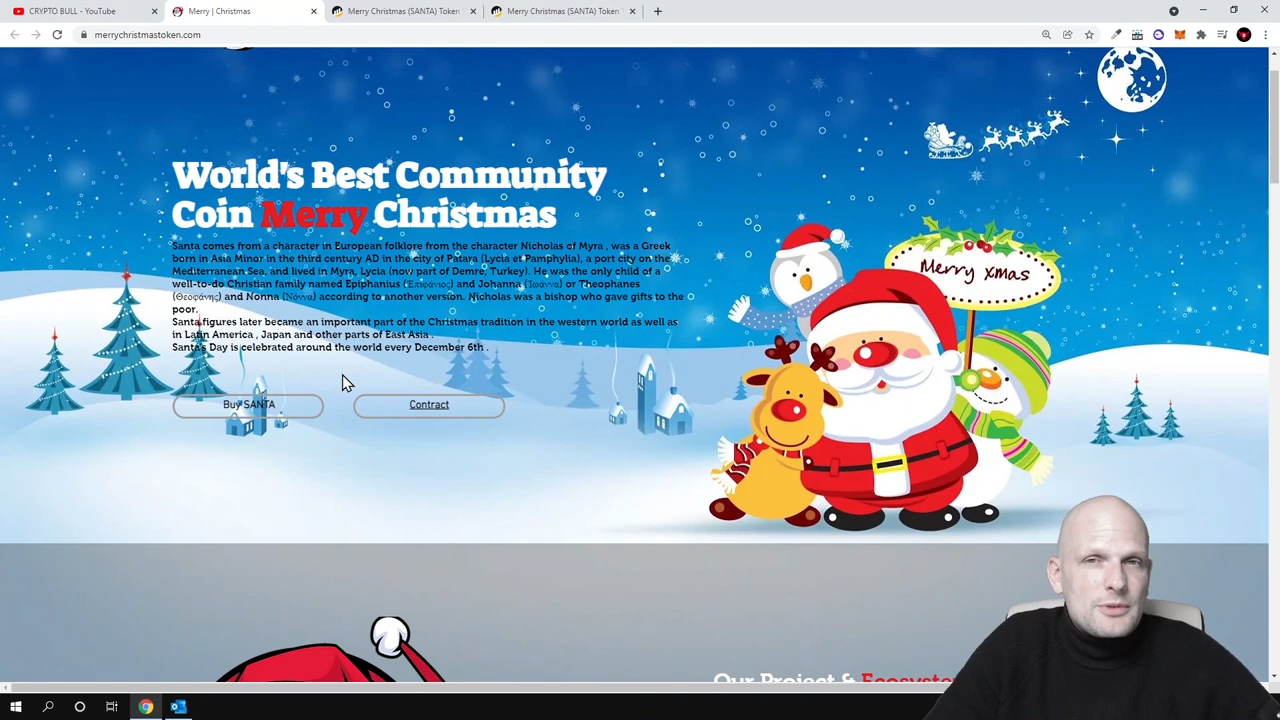 CRYPTO BULL - YouTube
Merry | Christmas
Merry Christmas (SANTA) Token
Merry Christmas (SANTA) Token
merrychristmastoken.com
World's Best Community
Coin Merry Christmas
Santa comes from a character in European folklore from the character Nicholas of Myra , was a Greek
born in Asia Minor in the third century AD in the city of Patara (Lycia et Pamphylia), a port city on the
Mediterranean Sea, and lived in Myra, Lycia (now part of Demre, Turkey). He was the only child of a
well-to-do Christian family named Epiphanius (Ἐπιφάνιος) and Johanna (Ἰωάννα) or Theophanes
(Θεοφάνης) and Nonna (Νόννα) according to another version. Nicholas was a bishop who gave gifts to the
poor.
Santa figures later became an important part of the Christmas tradition in the western world as well as
in Latin America , Japan and other parts of East Asia .
Santa's Day is celebrated around the world every December 6th .
Buy SANTA
Contract
Merry xmas
Our Project & Ecosystem